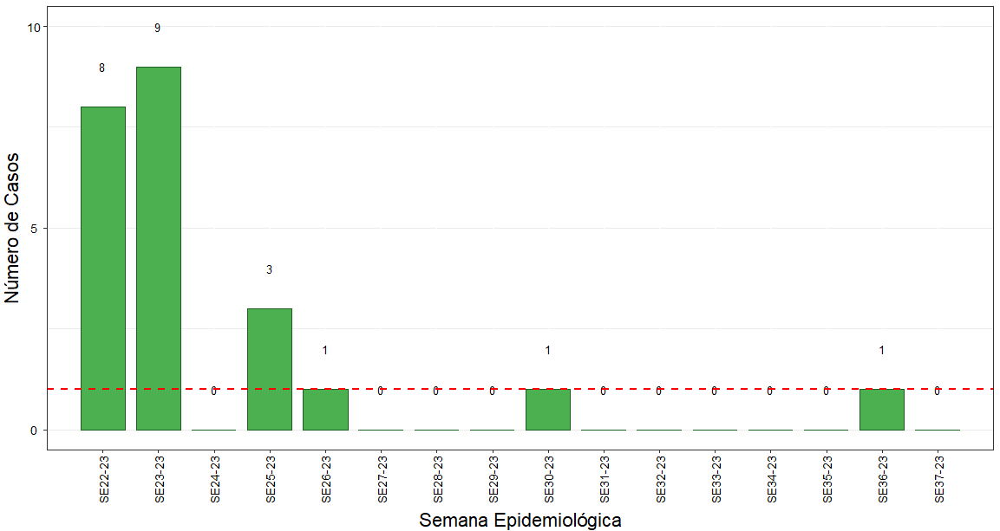 Número de Casos
10
5
0
8
9
0
3
1
0
0
0
1
0
0
0
0
0
1
0
SE22-23
SE23-23
SE24-23
SE25-23
SE26-23
SE27-23
SE28-23
SE29-23
SE30-23
SE31-23
SE32-23
SE33-23
SE34-23
SE35-23
SE36-23
SE37-23
Semana Epidemiológica